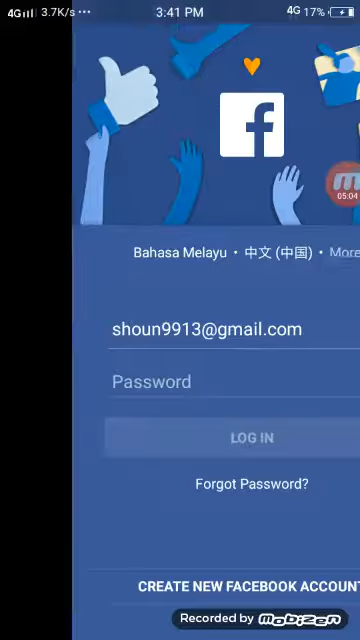 4G 3.7K/s ••• 3:41 PM 4G 17%
05:04
Bahasa Melayu • 中文 (中国) • More
shoun9913@gmail.com
Password
LOG IN
Forgot Password?
CREATE NEW FACEBOOK ACCOUNT
Recorded by mobizen